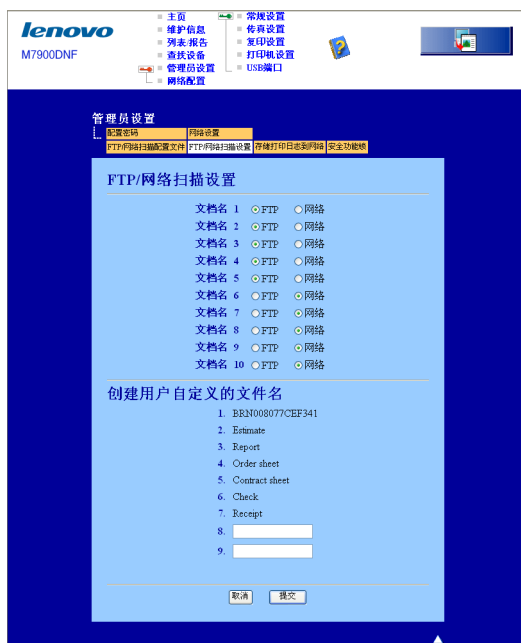 lenovo
M7900DNF
主页
维护信息
列表/报告
查找设备
管理员设置
网络配置
常规设置
传真设置
复印设置
打印机设置
USB端口
管理员设置
配置密码 网络设置
FTP/网络扫描配置文件 FTP/网络扫描设置 存储打印日志到网络 安全功能锁
FTP/网络扫描设置
文档名 1 FTP 网络
文档名 2 FTP 网络
文档名 3 FTP 网络
文档名 4 FTP 网络
文档名 5 FTP 网络
文档名 6 FTP 网络
文档名 7 FTP 网络
文档名 8 FTP 网络
文档名 9 FTP 网络
文档名 10 FTP 网络
创建用户自定义的文件名
1. BRN008077CEF341
2. Estimate
3. Report
4. Order sheet
5. Contract sheet
6. Check
7. Receipt
8.
9.
取消 提交